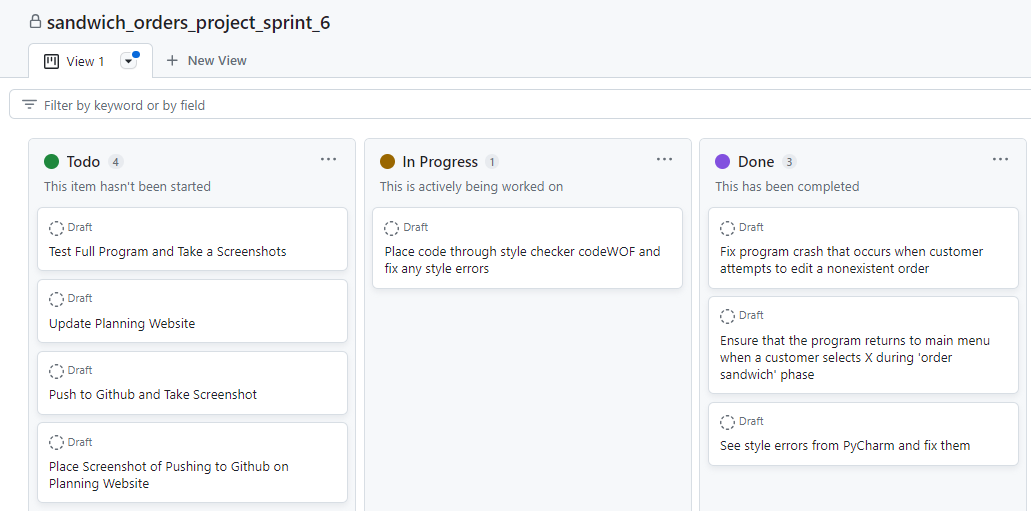 sandwich_orders_project_sprint_6
View 1
New View
Filter by keyword or by field
Todo 4
This item hasn't been started
Draft
Test Full Program and Take a Screenshots
Draft
Update Planning Website
Draft
Push to Github and Take Screenshot
Draft
Place Screenshot of Pushing to Github on
Planning Website
In Progress 1
This is actively being worked on
Draft
Place code through style checker codeWOF and
fix any style errors
Done 3
This has been completed
Draft
Fix program crash that occurs when customer
attempts to edit a nonexistent order
Draft
Ensure that the program returns to main menu
when a customer selects X during 'order
sandwich' phase
Draft
See style errors from PyCharm and fix them